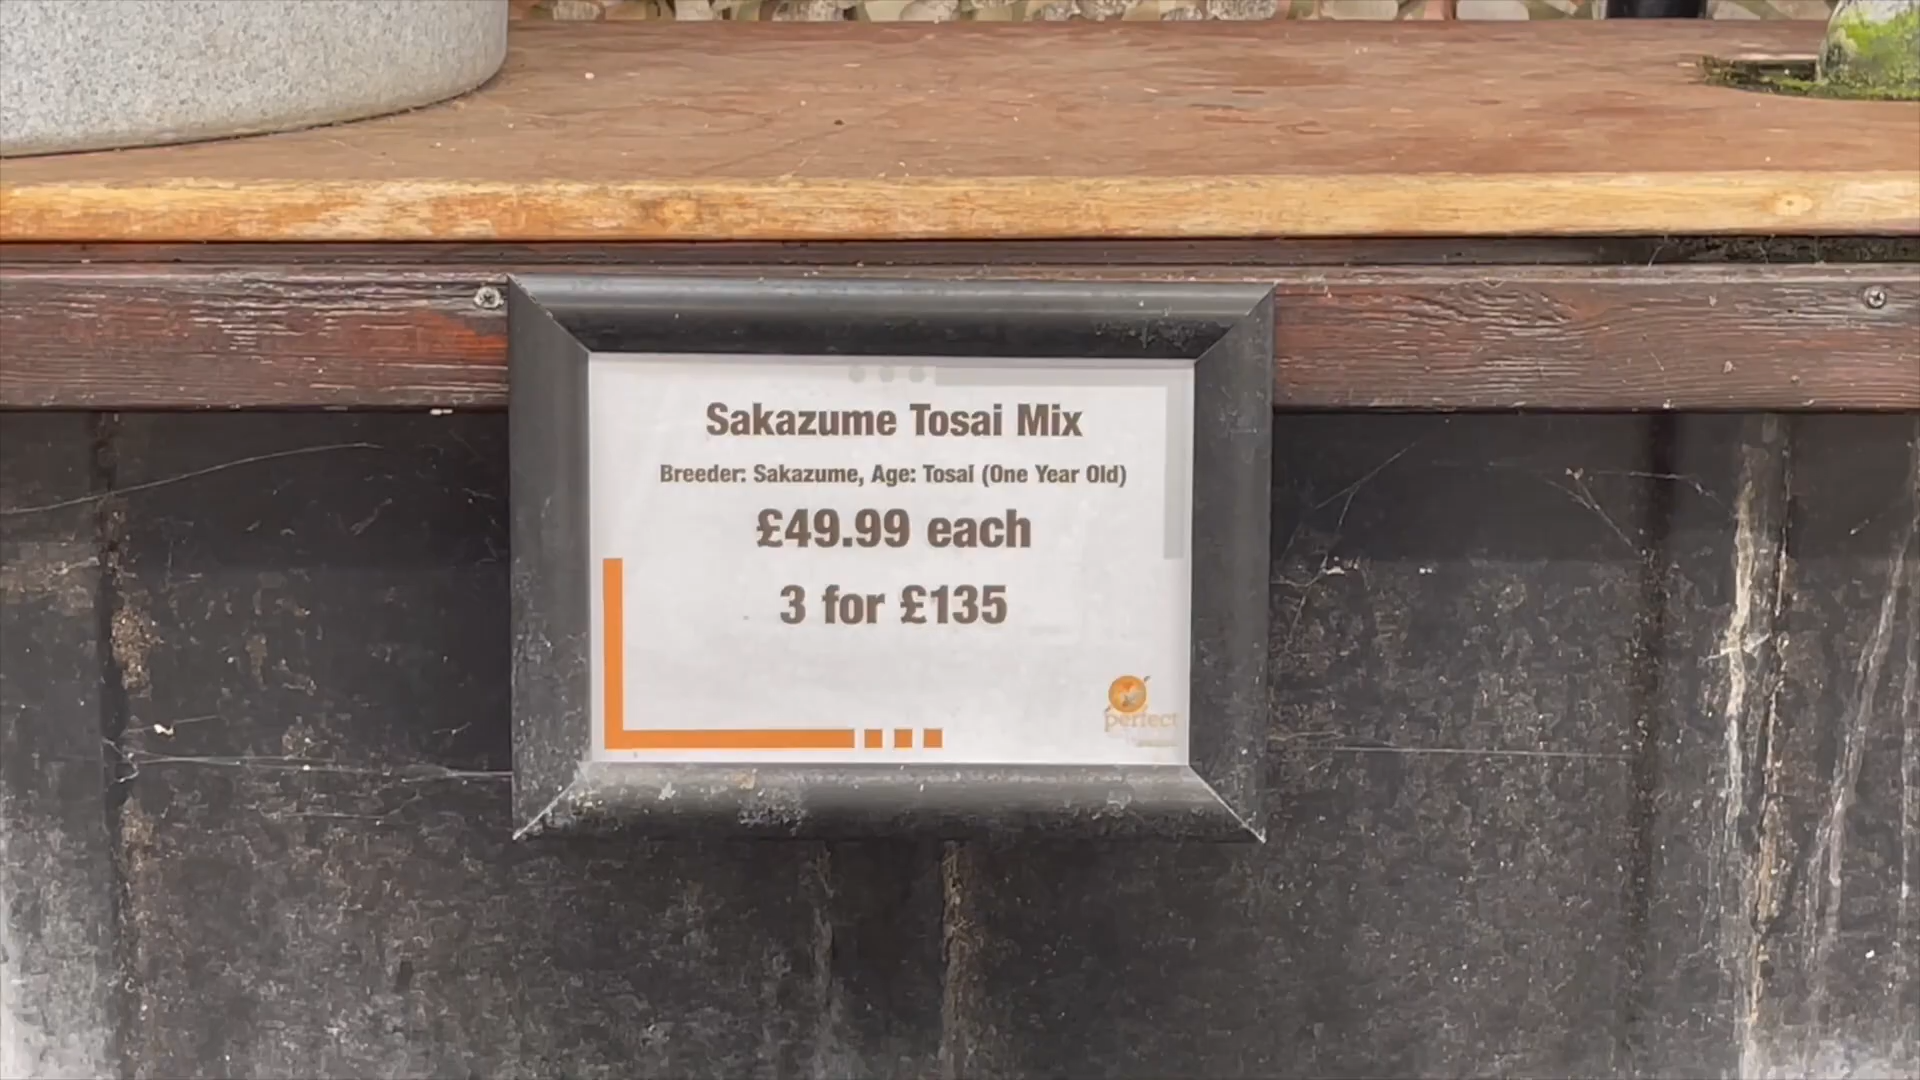 Sakazume Tosai Mix
Breeder: Sakazume, Age: Tosai (One Year Old)
£49.99 each
3 for £135
perfect